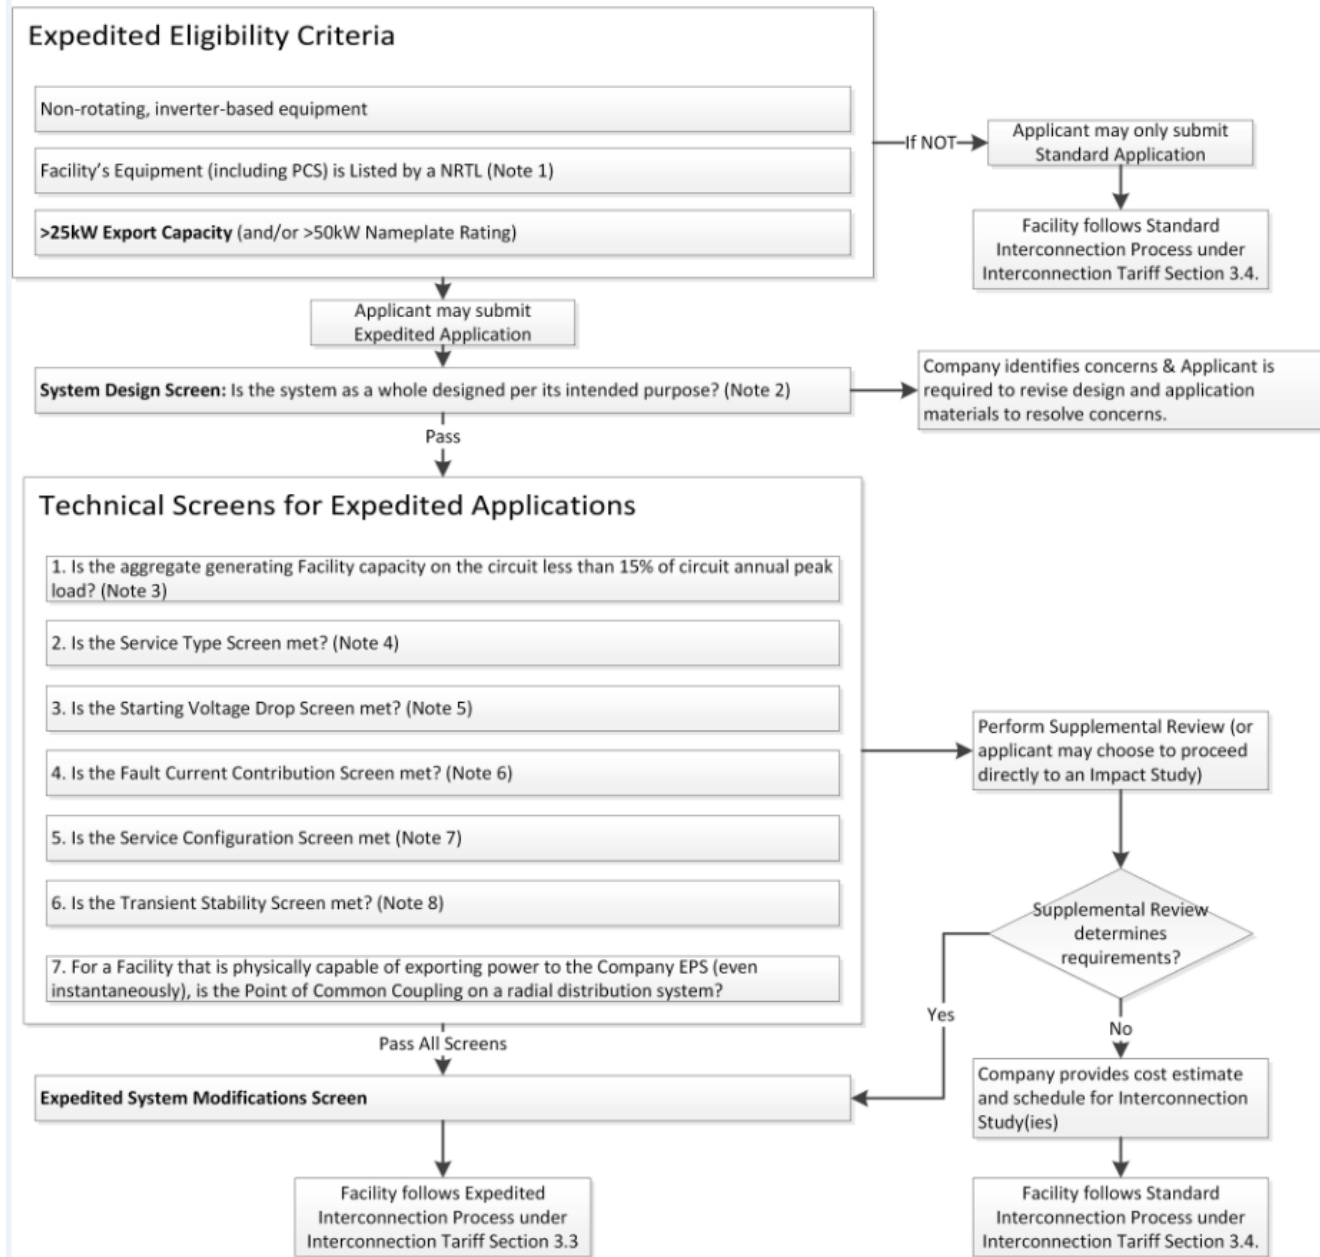 Expedited Eligibility Criteria
Non-rotating, inverter-based equipment
Facility's Equipment (including PCS) is Listed by a NRTL (Note 1)
>25kW Export Capacity (and/or >50kW Nameplate Rating)
If NOT
Applicant may only submit
Standard Application
Facility follows Standard
Interconnection Process under
Interconnection Tariff Section 3.4.
Applicant may submit
Expedited Application
System Design Screen: Is the system as a whole designed per its intended purpose? (Note 2)
Company identifies concerns & Applicant is
required to revise design and application
materials to resolve concerns.
Pass
Technical Screens for Expedited Applications
1. Is the aggregate generating Facility capacity on the circuit less than 15% of circuit annual peak
load? (Note 3)
2. Is the Service Type Screen met? (Note 4)
3. Is the Starting Voltage Drop Screen met? (Note 5)
4. Is the Fault Current Contribution Screen met? (Note 6)
5. Is the Service Configuration Screen met (Note 7)
6. Is the Transient Stability Screen met? (Note 8)
7. For a Facility that is physically capable of exporting power to the Company EPS (even
instantaneously), is the Point of Common Coupling on a radial distribution system?
Perform Supplemental Review (or
applicant may choose to proceed
directly to an Impact Study)
Supplemental Review
determines
requirements?
Yes
No
Pass All Screens
Expedited System Modifications Screen
Company provides cost estimate
and schedule for Interconnection
Study(ies)
Facility follows Expedited
Interconnection Process under
Interconnection Tariff Section 3.3
Facility follows Standard
Interconnection Process under
Interconnection Tariff Section 3.4.